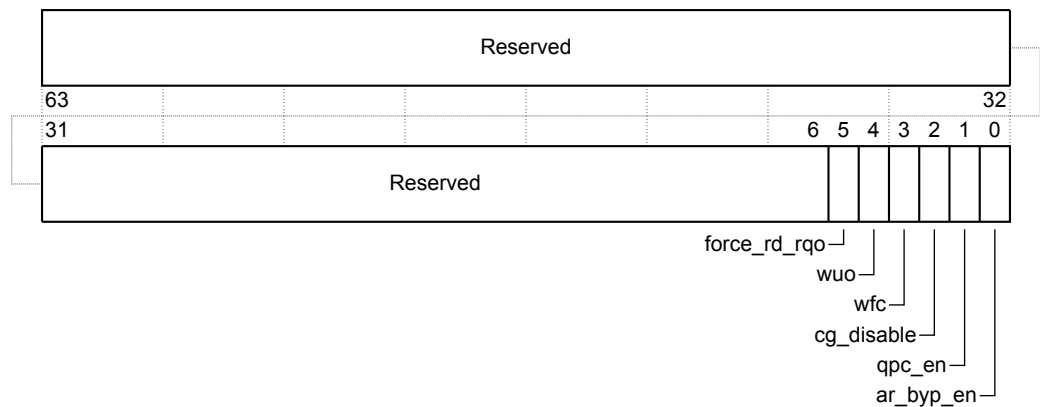 Reserved
63 32
31 6 5 4 3 2 1 0
Reserved
force_rd_rqo
wuo
wfc
cg_disable
qpc_en
ar_byp_en